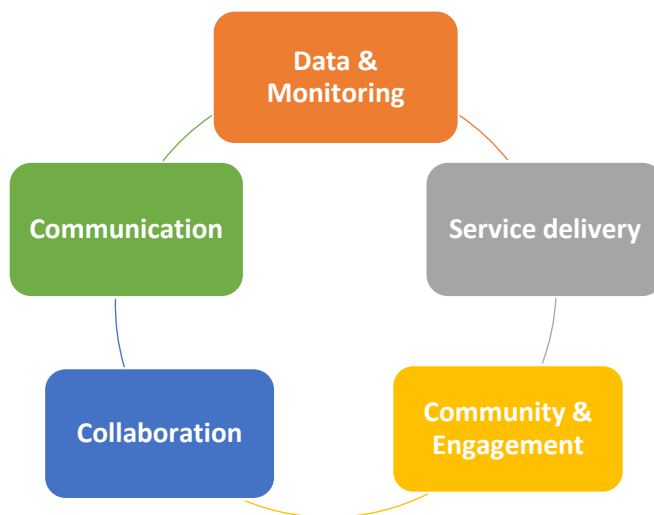 Data &
Monitoring
Communication
Service delivery
Collaboration
Community &
Engagement